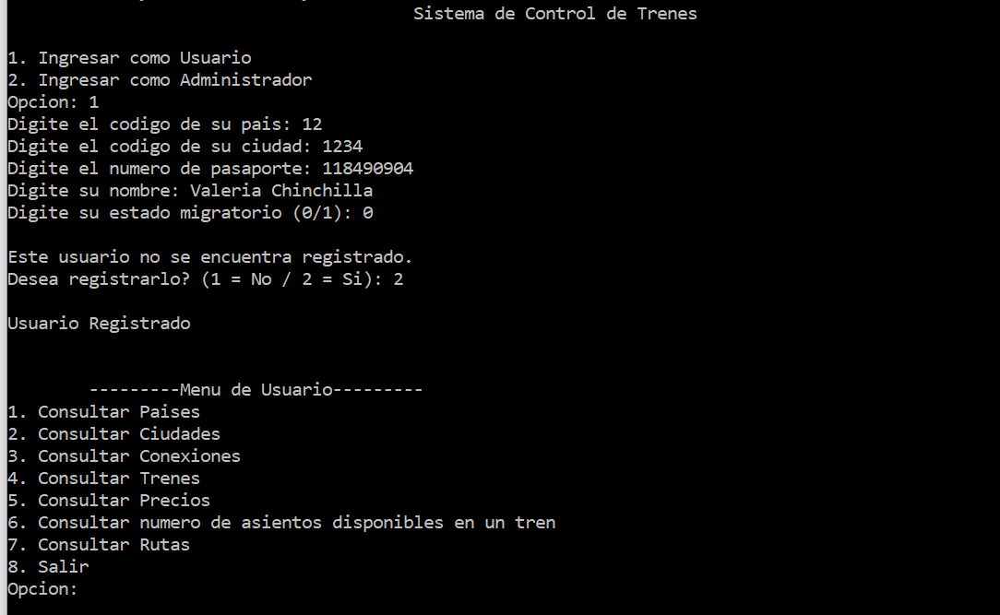 Sistema de Control de Trenes
1. Ingresar como Usuario
2. Ingresar como Administrador
Opcion: 1
Digite el codigo de su pais: 12
Digite el codigo de su ciudad: 1234
Digite el numero de pasaporte: 118490904
Digite su nombre: Valeria Chinchilla
Digite su estado migratorio (0/1): 0
Este usuario no se encuentra registrado.
Desea registrarlo? (1 = No / 2 = Si): 2
Usuario Registrado
---------Menu de Usuario---------
1. Consultar Paises
2. Consultar Ciudades
3. Consultar Conexiones
4. Consultar Trenes
5. Consultar Precios
6. Consultar numero de asientos disponibles en un tren
7. Consultar Rutas
8. Salir
Opcion: